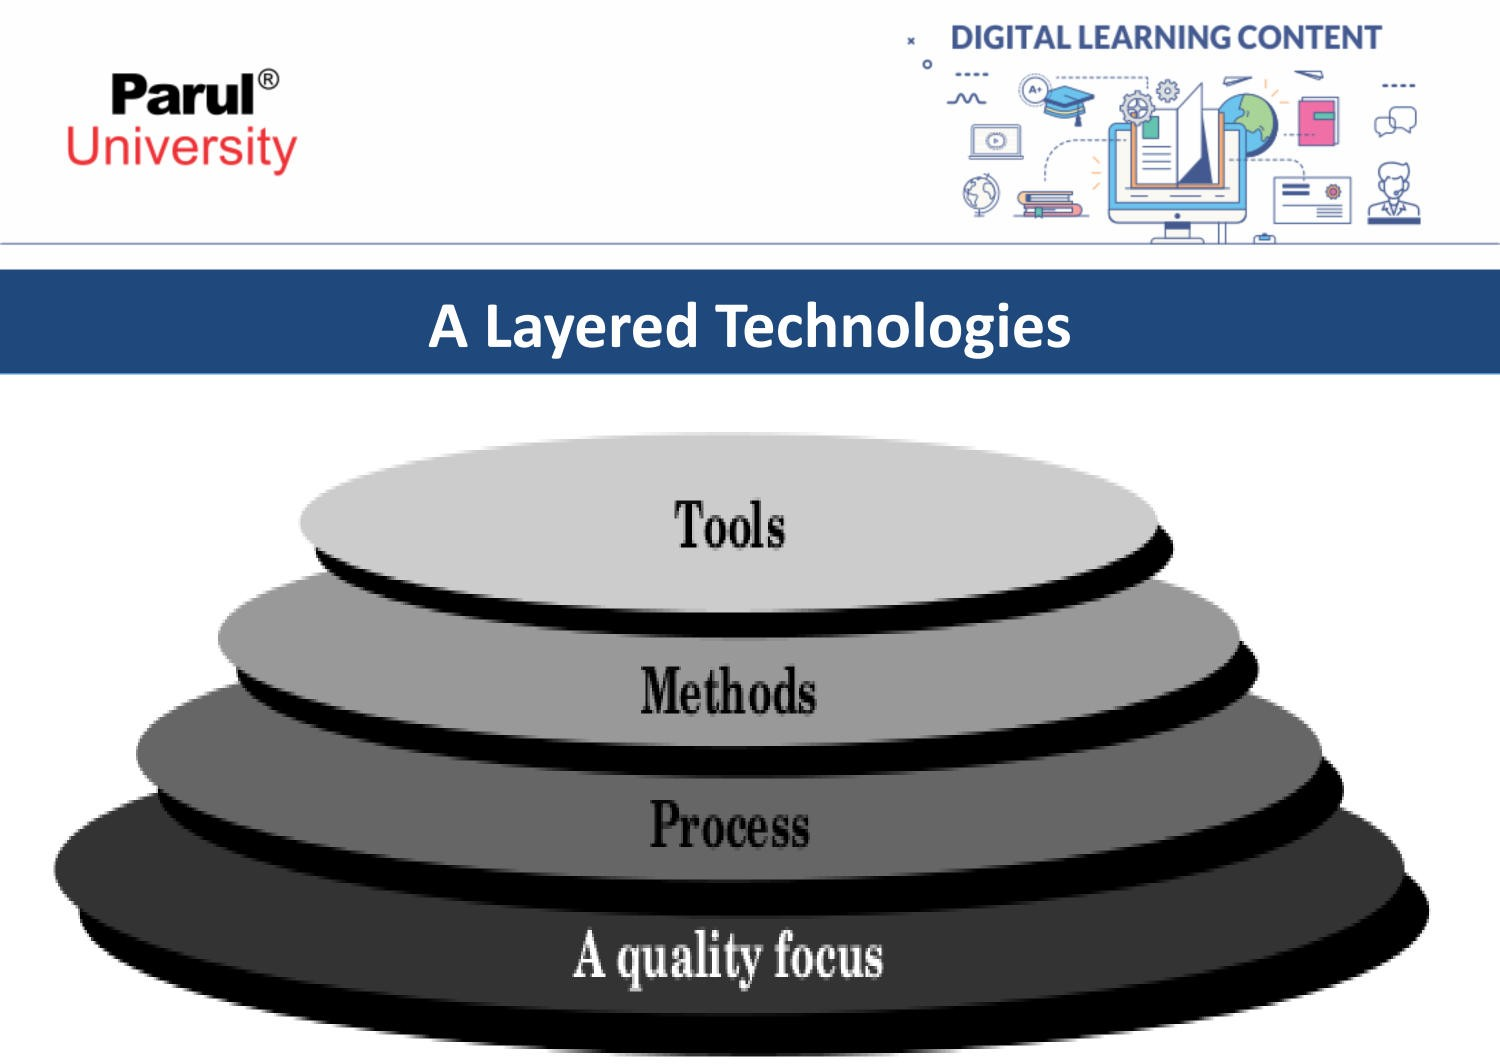 DIGITAL LEARNING CONTENT
Parul®
University
A+
A Layered Technologies
Tools
Methods
Process
A quality focus